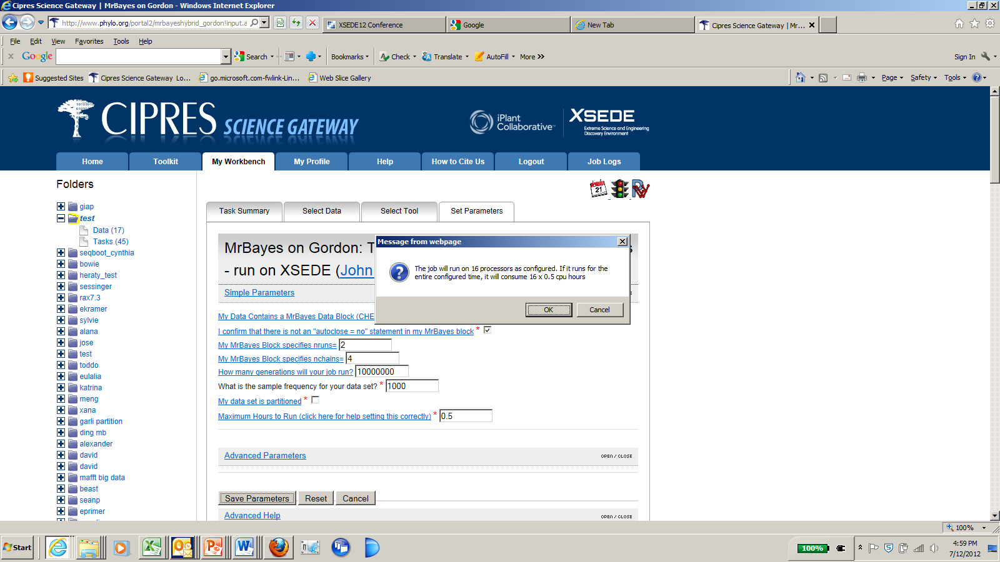 Cipres Science Gateway | MrBayes on Gordon - Windows Internet Explorer
http://www.phylo.org/portal2/mrbayeshybrid_gordon!input.a
XSEDE12 Conference
Google
New Tab
Cipres Science Gateway | Mr...
File Edit View Favorites Tools Help
x Google Search Bookmarks Check Translate AutoFill More >> Sign In
Suggested Sites Cipres Science Gateway Lo... go.microsoft.com-fwlink-Lin... Web Slice Gallery
Page Safety Tools
CIPRES SCIENCE GATEWAY
iPlant
Collaborative™
XSEDE
Extreme Science and Engineering
Discovery Environment
Home Toolkit My Workbench My Profile Help How to Cite Us Logout Job Logs
Folders
giap
test
Data (17)
Tasks (45)
seqboot_cynthia
bowie
heraty_test
sessinger
rax7.3
ekramer
sylvie
alana
jose
test
toddo
eulalia
katrina
meng
xana
garli partition
ding mb
alexander
david
david
mafft big data
beast
seanp
eprimer
21
Task Summary Select Data Select Tool Set Parameters
MrBayes on Gordon: T
- run on XSEDE (John
Simple Parameters
Message from webpage
The job will run on 16 processors as configured. If it runs for the
entire configured time, it will consume 16 x 0.5 cpu hours
OK Cancel
My Data Contains a MrBayes Data Block (CHE
I confirm that there is not an "autoclose = no" statement in my MrBayes block *
My MrBayes Block specifies nruns= 2
My MrBayes Block specifies nchains= 4
How many generations will your job run? 10000000
What is the sample frequency for your data set? * 1000
My data set is partitioned *
Maximum Hours to Run (click here for help setting this correctly) * 0.5
Advanced Parameters OPEN / CLOSE
Save Parameters Reset Cancel
Advanced Help OPEN / CLOSE
100%
Start
100%
4:59 PM
7/12/2012